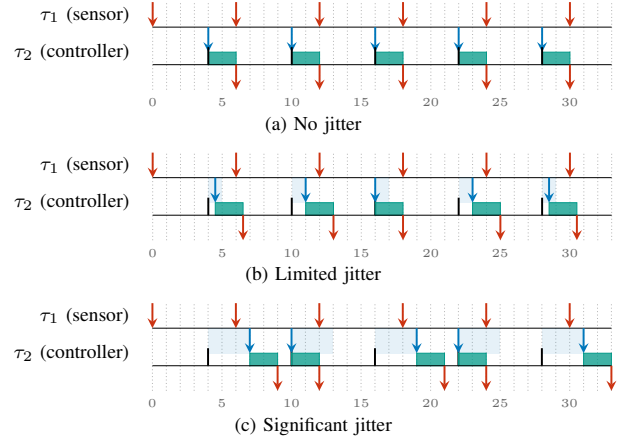 τ1 (sensor)
τ2 (controller)
0 5 10 15 20 25 30
(a) No jitter
τ1 (sensor)
τ2 (controller)
0 5 10 15 20 25 30
(b) Limited jitter
τ1 (sensor)
τ2 (controller)
0 5 10 15 20 25 30
(c) Significant jitter